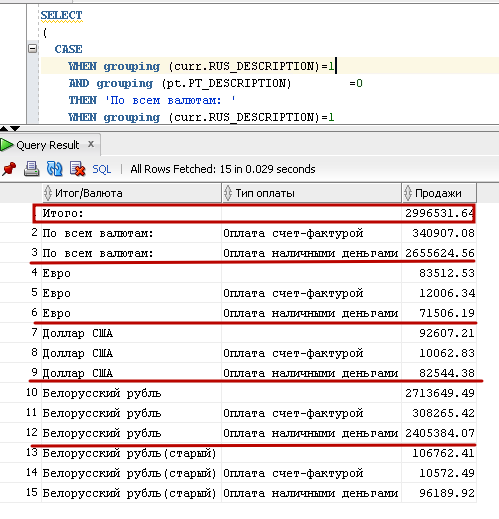 SELECT
(
CASE
WHEN grouping (curr.RUS_DESCRIPTION)=1
AND grouping (pt.PT_DESCRIPTION) =0
THEN 'По всем валютам: '
WHEN grouping (curr.RUS_DESCRIPTION)=1
Query Result x
SQL | All Rows Fetched: 15 in 0.029 seconds
Итог/Валюта Тип оплаты Продажи
1 Итого: 2996531.64
2 По всем валютам: Оплата счет-фактурой 340907.08
3 По всем валютам: Оплата наличными деньгами 2655624.56
4 Евро 83512.53
5 Евро Оплата счет-фактурой 12006.34
6 Евро Оплата наличными деньгами 71506.19
7 Доллар США 92607.21
8 Доллар США Оплата счет-фактурой 10062.83
9 Доллар США Оплата наличными деньгами 82544.38
10 Белорусский рубль 2713649.49
11 Белорусский рубль Оплата счет-фактурой 308265.42
12 Белорусский рубль Оплата наличными деньгами 2405384.07
13 Белорусский рубль(старый) 106762.41
14 Белорусский рубль(старый) Оплата счет-фактурой 10572.49
15 Белорусский рубль(старый) Оплата наличными деньгами 96189.92